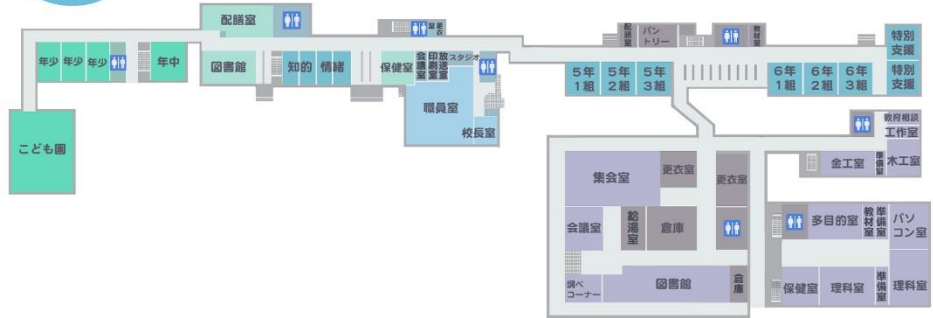 配膳室
更衣室
配膳室
パントリー
教材室
特別支援
年少
年少
年少
年中
図書館
知的
情緒
保健室
会議室
印刷室
放送室
スタジオ
職員室
校長室
5年1組
5年2組
5年3組
6年1組
6年2組
6年3組
特別支援
こども園
教育相談
工作室
金工室
準備室
木工室
集会室
更衣室
更衣室
会議室
給湯室
倉庫
多目的室
教材室
準備室
パソコン室
調べコーナー
図書館
倉庫
保健室
理科室
準備室
理科室